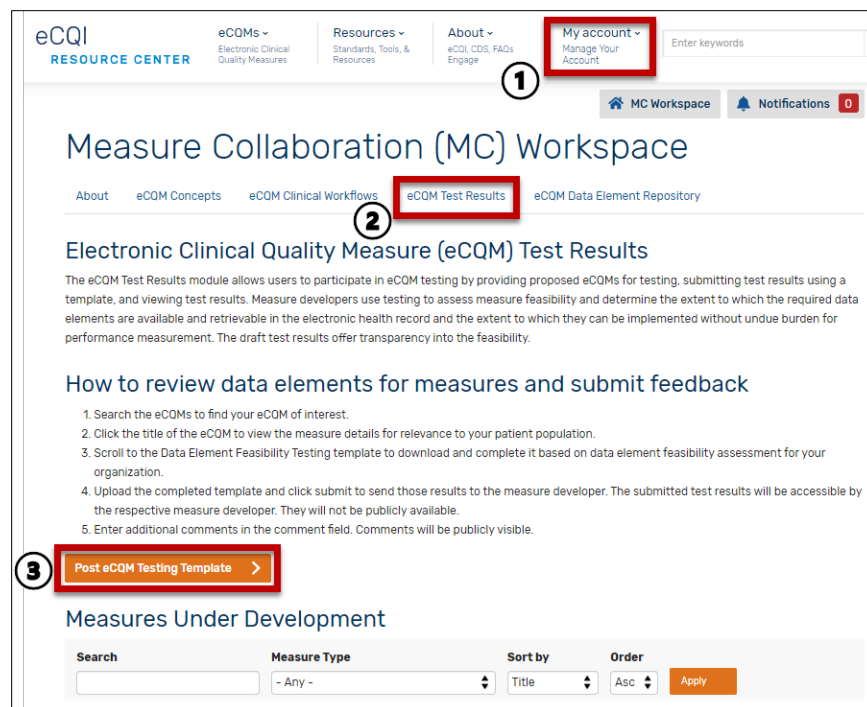 eCQI
RESOURCE CENTER
eCQMs
Electronic Clinical
Quality Measures
Resources
Standards, Tools, &
Resources
About
eCQI, CDS, FAQs
Engage
My account
Manage Your
Account
Enter keywords
1
MC Workspace
Notifications 0
Measure Collaboration (MC) Workspace
About eCQM Concepts eCQM Clinical Workflows eCQM Test Results eCQM Data Element Repository
2
Electronic Clinical Quality Measure (eCQM) Test Results
The eCQM Test Results module allows users to participate in eCQM testing by providing proposed eCQMs for testing, submitting test results using a
template, and viewing test results. Measure developers use testing to assess measure feasibility and determine the extent to which the required data
elements are available and retrievable in the electronic health record and the extent to which they can be implemented without undue burden for
performance measurement. The draft test results offer transparency into the feasibility.
How to review data elements for measures and submit feedback
1. Search the eCQMs to find your eCQM of interest.
2. Click the title of the eCQM to view the measure details for relevance to your patient population.
3. Scroll to the Data Element Feasibility Testing template to download and complete it based on data element feasibility assessment for your
organization.
4. Upload the completed template and click submit to send those results to the measure developer. The submitted test results will be accessible by
the respective measure developer. They will not be publicly available.
5. Enter additional comments in the comment field. Comments will be publicly visible.
3
Post eCQM Testing Template
Measures Under Development
Search Measure Type Sort by Order
- Any - Title Asc Apply